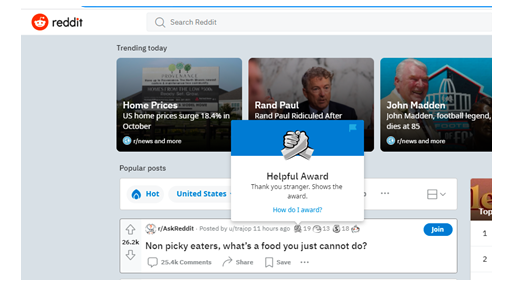 reddit
Search Reddit
Trending today
Home Prices
US home prices surge 18.4% in
October
r/news and more
Rand Paul
Rand Paul Ridiculed After
John Madden
John Madden, football legend,
dies at 85
r/news and more
Helpful Award
Thank you stranger. Shows the
award.
How do I award?
Popular posts
Hot
United States
Top
r/AskReddit · Posted by u/trajop 11 hours ago 19 13 18
Join
26.2k
Non picky eaters, what's a food you just cannot do?
25.4k Comments
Share
Save
1
2